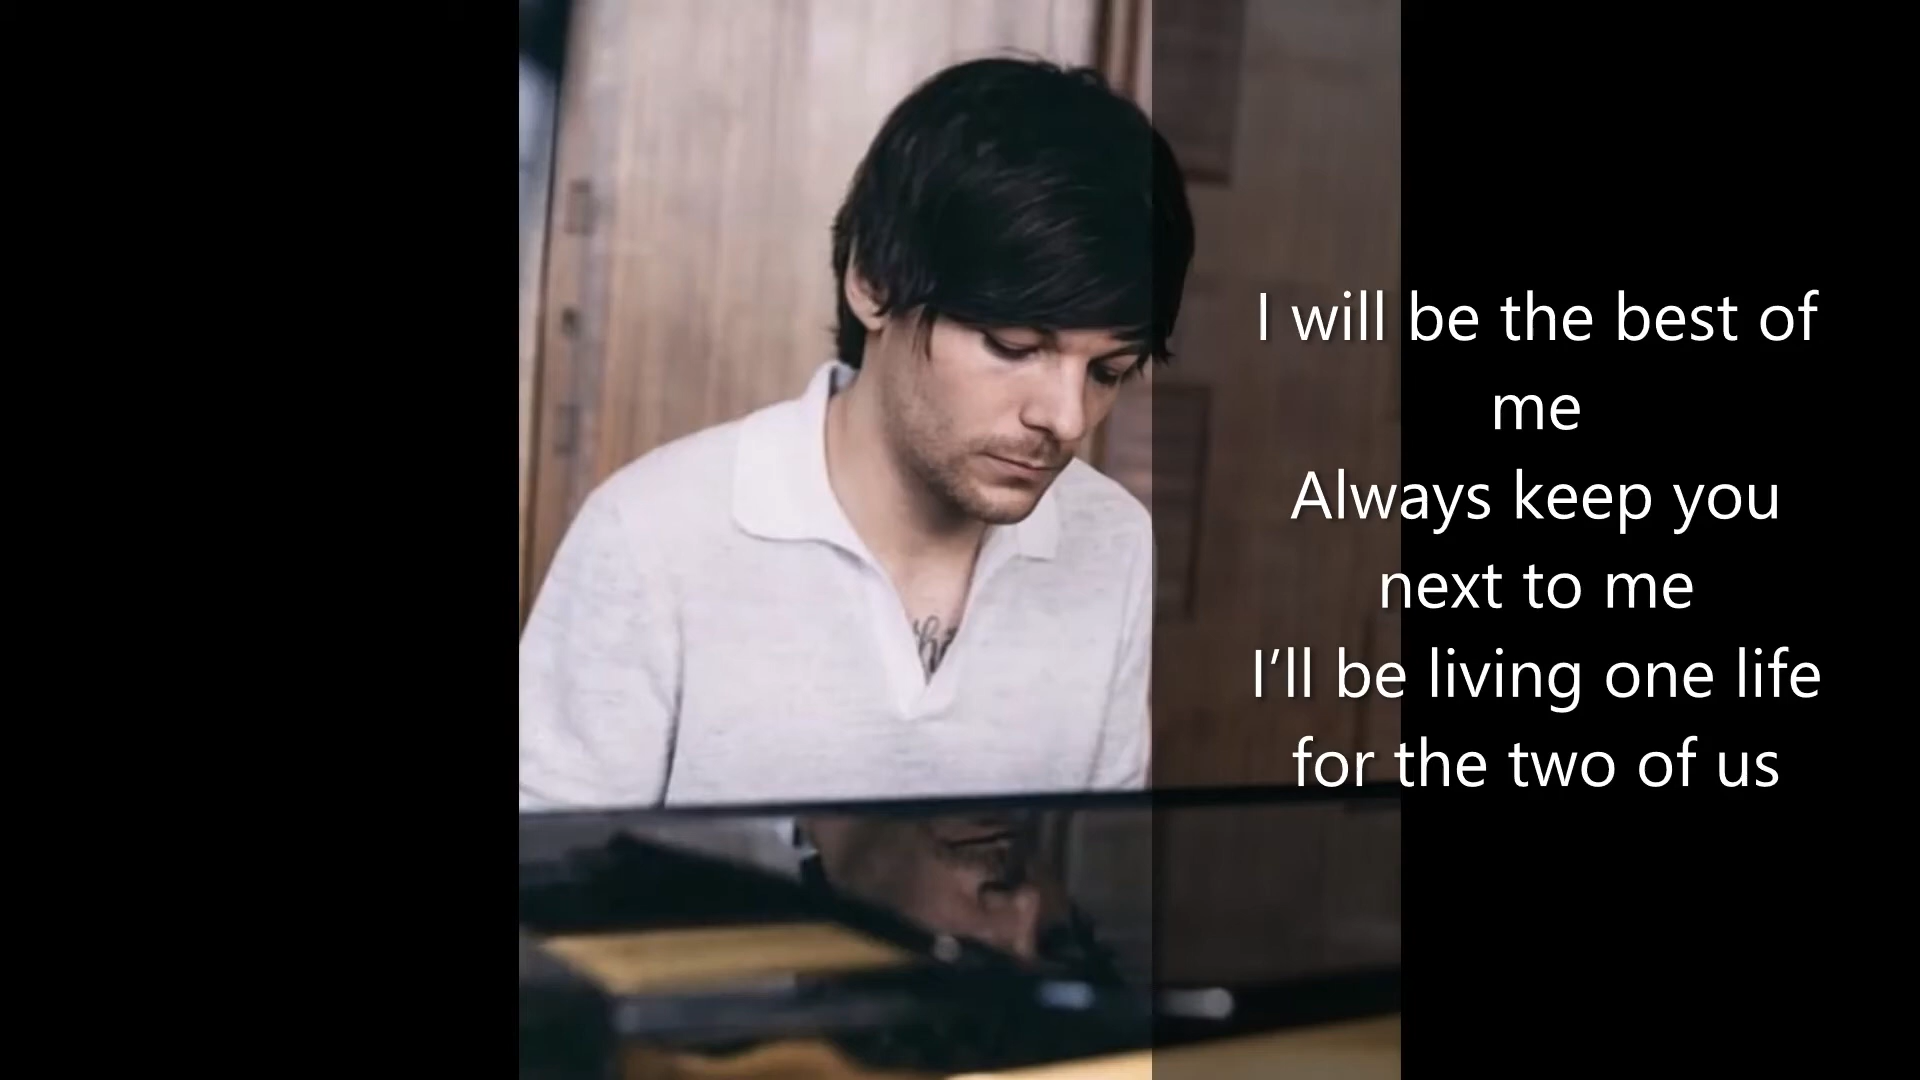 I will be the best of
me
Always keep you
next to me
I’ll be living one life
for the two of us